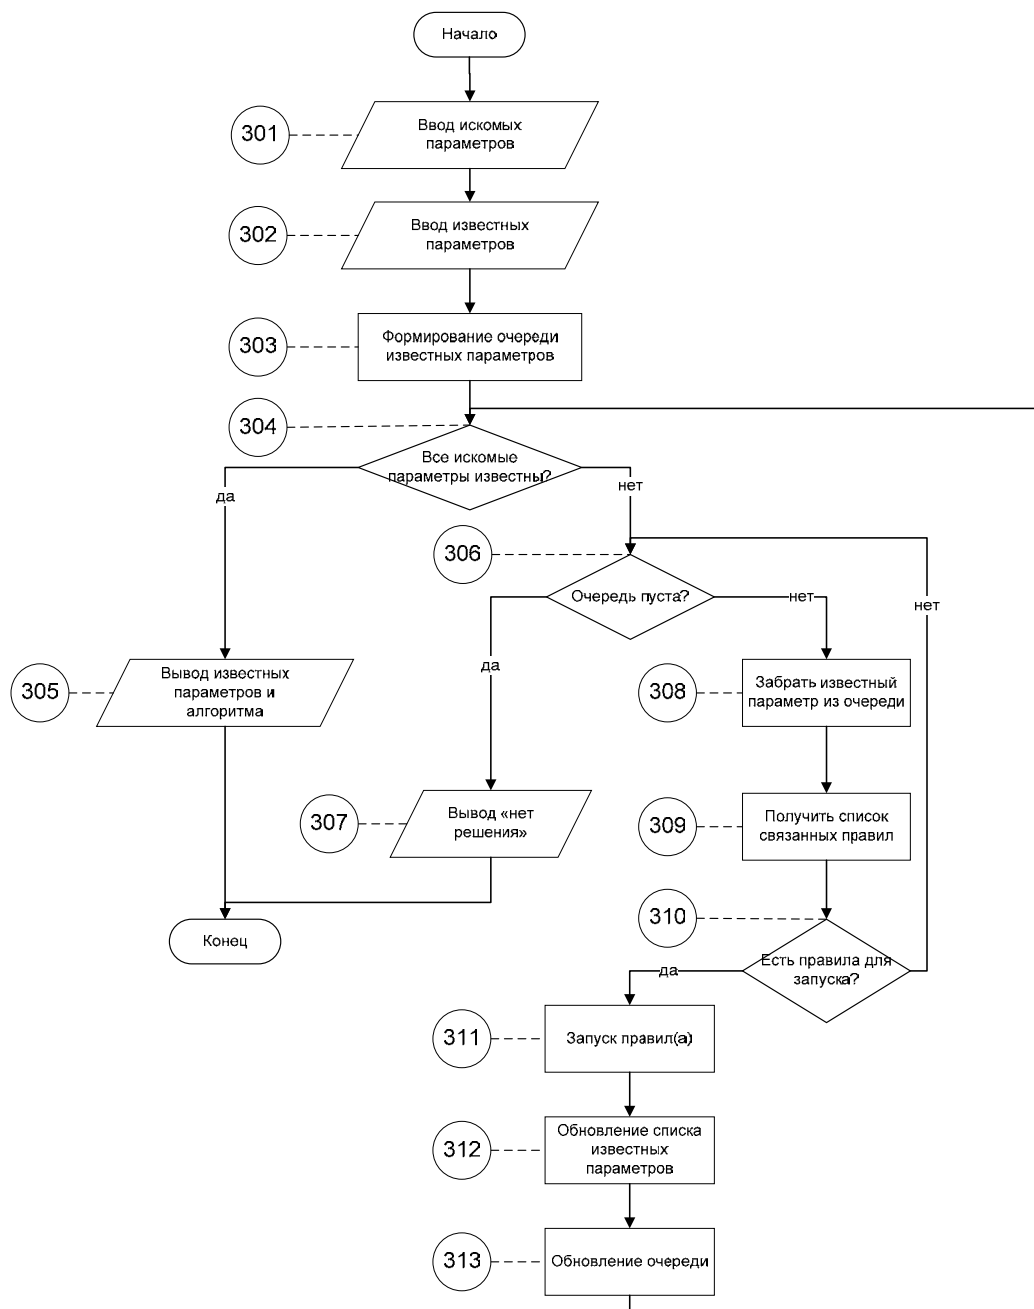 Начало
301
Ввод искомых
параметров
302
Ввод известных
параметров
303
Формирование очереди
известных параметров
304
Все искомые
параметры известны?
да
нет
306
Очередь пуста?
нет
нет
да
305
Вывод известных
параметров и
алгоритма
308
Забрать известный
параметр из очереди
307
Вывод «нет
решения»
309
Получить список
связанных правил
310
Конец
Есть правила для
запуска?
да
311
Запуск правил(а)
312
Обновление списка
известных
параметров
313
Обновление очереди